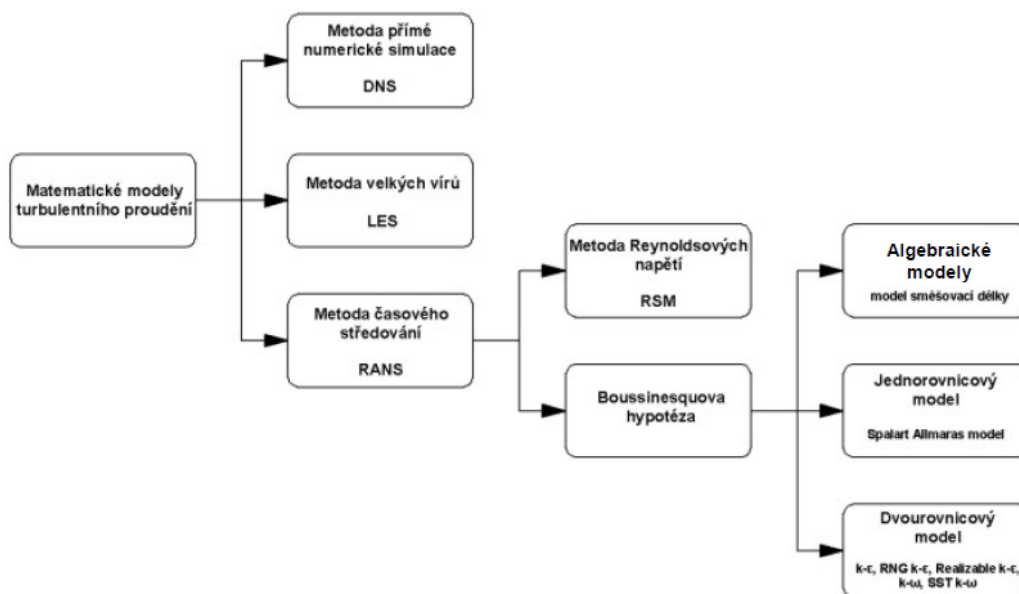 Matematické modely
turbulentního proudění
Metoda přímé
numerické simulace
DNS
Metoda velkých vírů
LES
Metoda časového
středování
RANS
Metoda Reynoldsových
napětí
RSM
Boussinesquova
hypotéza
Algebraické
modely
model směšovací délky
Jednorovnicový
model
Spalart Allmaras model
Dvourovnicový
model
k-ε, RNG k-ε, Realizable k-ε,
k-ω, SST k-ω